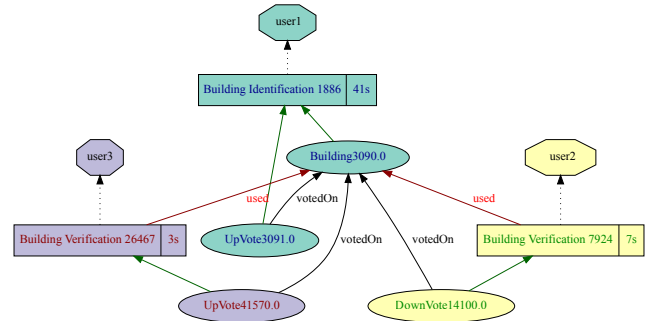 user1
Building Identification 1886 41s
user3
Building3090.0
user2
used
votedOn
used
Building Verification 26467 3s
UpVote3091.0
votedOn
votedOn
Building Verification 7924 7s
UpVote41570.0
DownVote14100.0